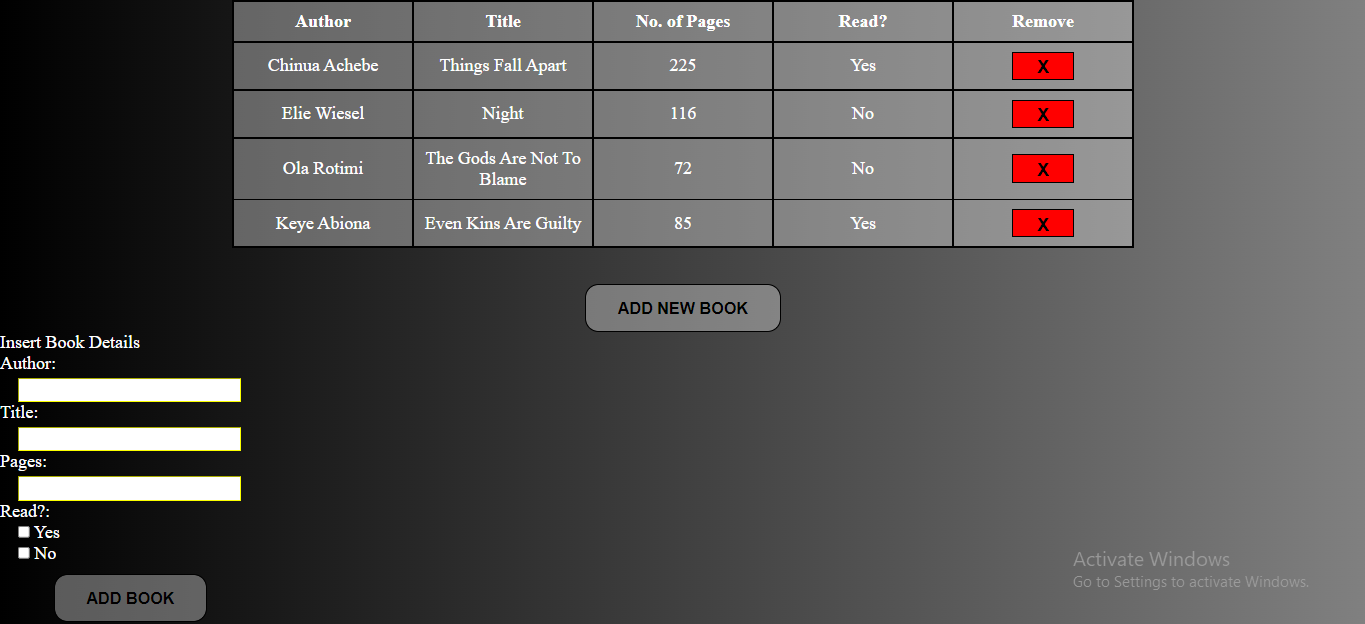 Author Title No. of Pages Read? Remove
Chinua Achebe Things Fall Apart 225 Yes X
Elie Wiesel Night 116 No X
Ola Rotimi The Gods Are Not To Blame 72 No X
Keye Abiona Even Kins Are Guilty 85 Yes X
ADD NEW BOOK
Insert Book Details
Author:
Title:
Pages:
Read?:
Yes
No
ADD BOOK
Activate Windows
Go to Settings to activate Windows.